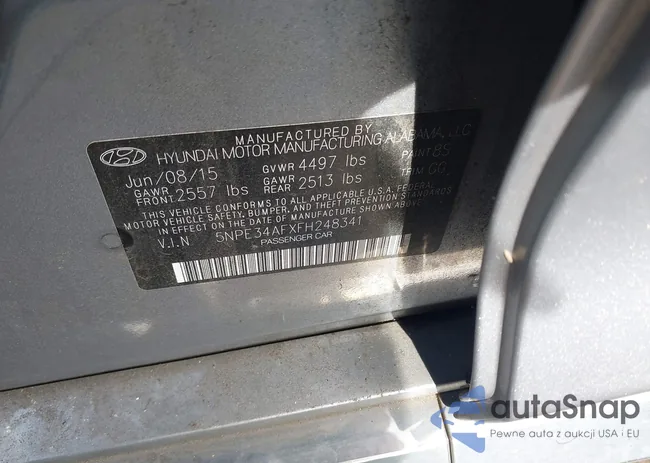 MANUFACTURED BY
HYUNDAI MOTOR MANUFACTURING ALABAMA, LLC
Jun/08/15 GVWR 4497 lbs PAINT 8S
GAWR FRONT 2557 lbs GAWR REAR 2513 lbs TRIM
THIS VEHICLE CONFORMS TO ALL APPLICABLE U.S.A. FEDERAL
MOTOR VEHICLE SAFETY, BUMPER, AND THEFT PREVENTION STANDARDS
IN EFFECT ON THE DATE OF MANUFACTURE SHOWN ABOVE
V.I.N 5NPE34AFXFH248341
PASSENGER CAR
autaSnap
Pewne auta z aukcji USA i EU